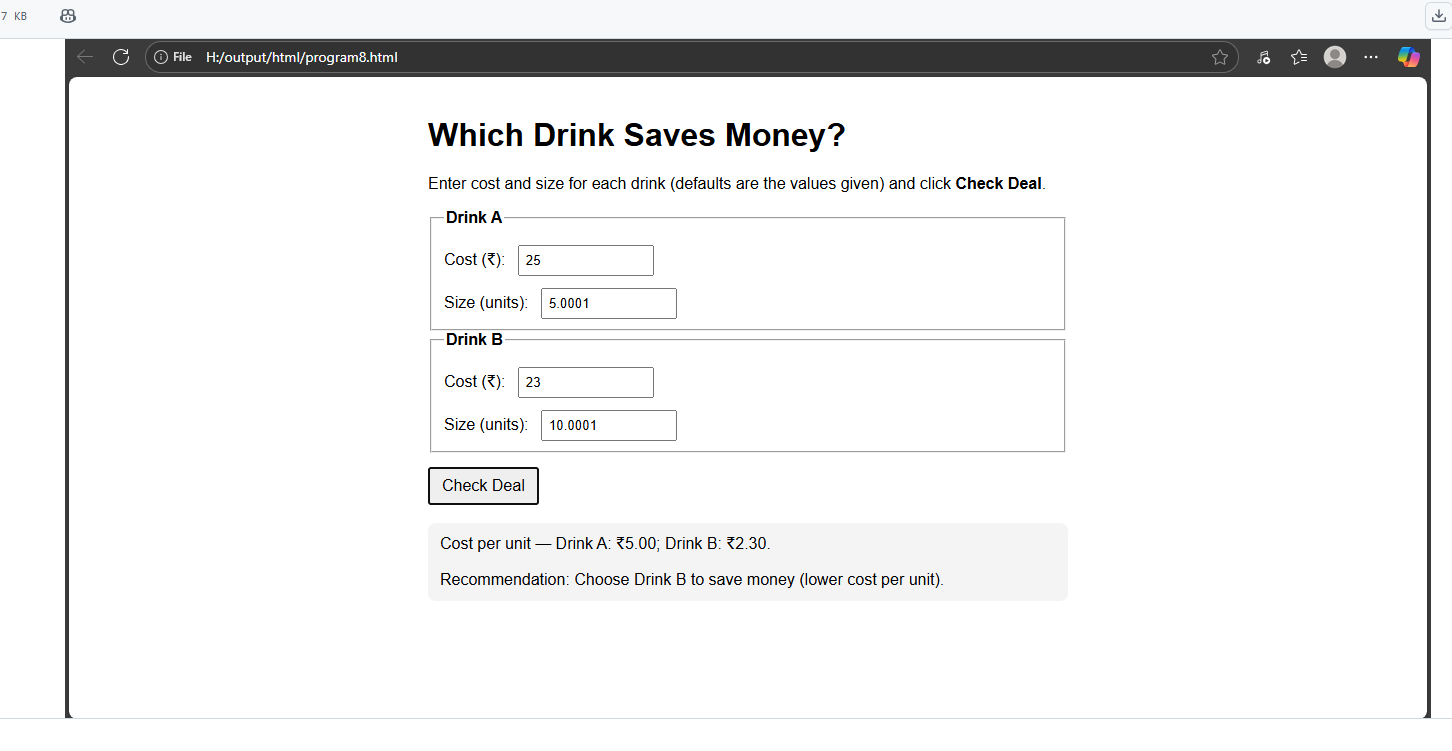 7 KB
File H:/output/html/program8.html
Which Drink Saves Money?
Enter cost and size for each drink (defaults are the values given) and click Check Deal.
Drink A
Cost (₹): 25
Size (units): 5.0001
Drink B
Cost (₹): 23
Size (units): 10.0001
Check Deal
Cost per unit — Drink A: ₹5.00; Drink B: ₹2.30.
Recommendation: Choose Drink B to save money (lower cost per unit).